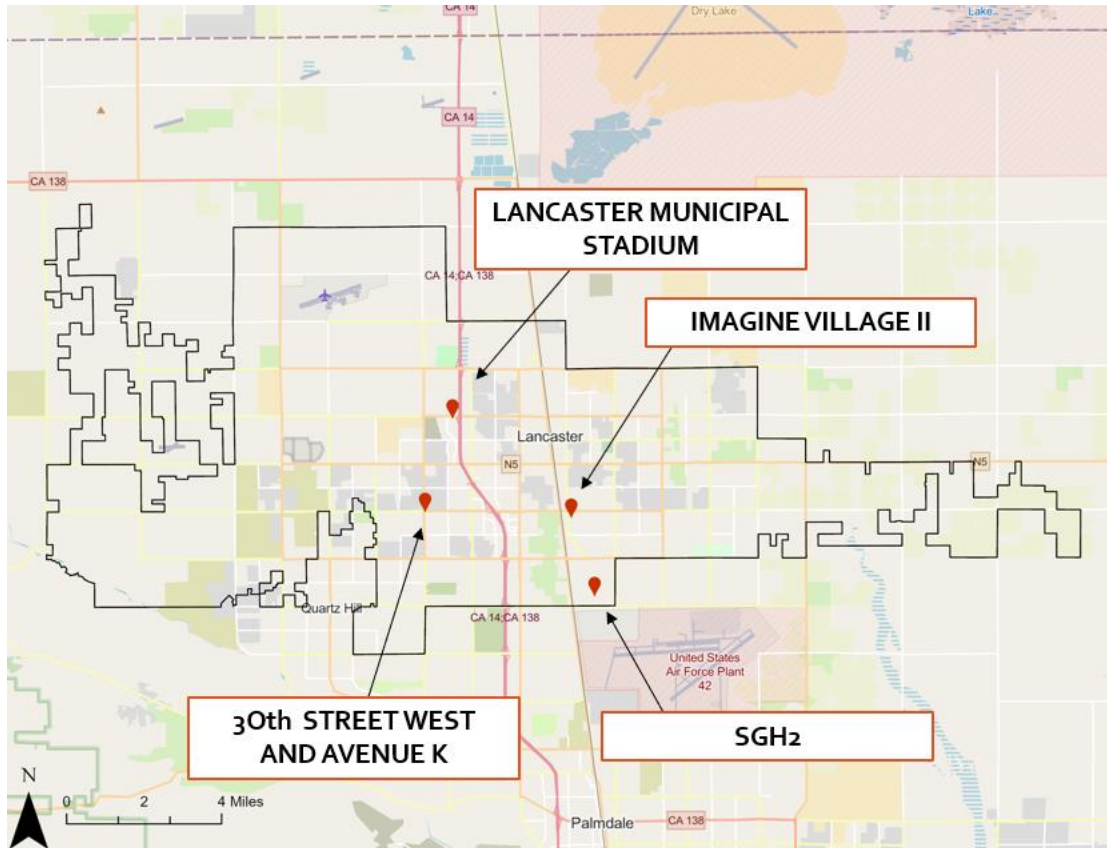 CA 14
Dry Lake
Lake
CA 14
CA 138
LANCASTER MUNICIPAL
STADIUM
CA 14;CA 138
IMAGINE VILLAGE II
Lancaster
N5
N5
Quartz Hill
CA 14;CA 138
United States
Air Force Plant
42
30th STREET WEST
AND AVENUE K
SGH2
N
0 2 4 Miles
Palmdale
CA 138